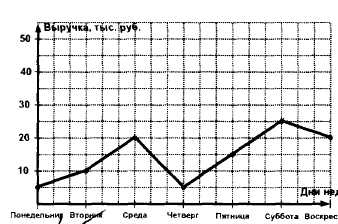 Выручка, тыс. руб.
50
40
30
20
10
Дни нед
Понедельник Вторник Среда Четверг Пятница Суббота Воскрес